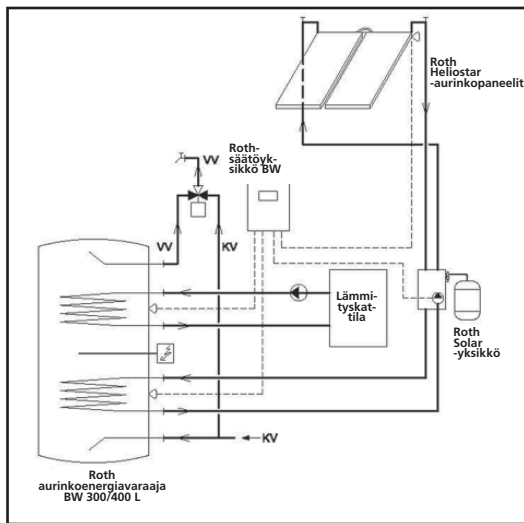 Roth
Heliostar
-aurinkopaneelit
Roth-
säätöyk-
sikkö BW
VV
VV
KV
Lämmi-
tyskat-
tila
Roth
Solar
-yksikkö
KV
Roth
aurinkoenergiavaraaja
BW 300/400 L